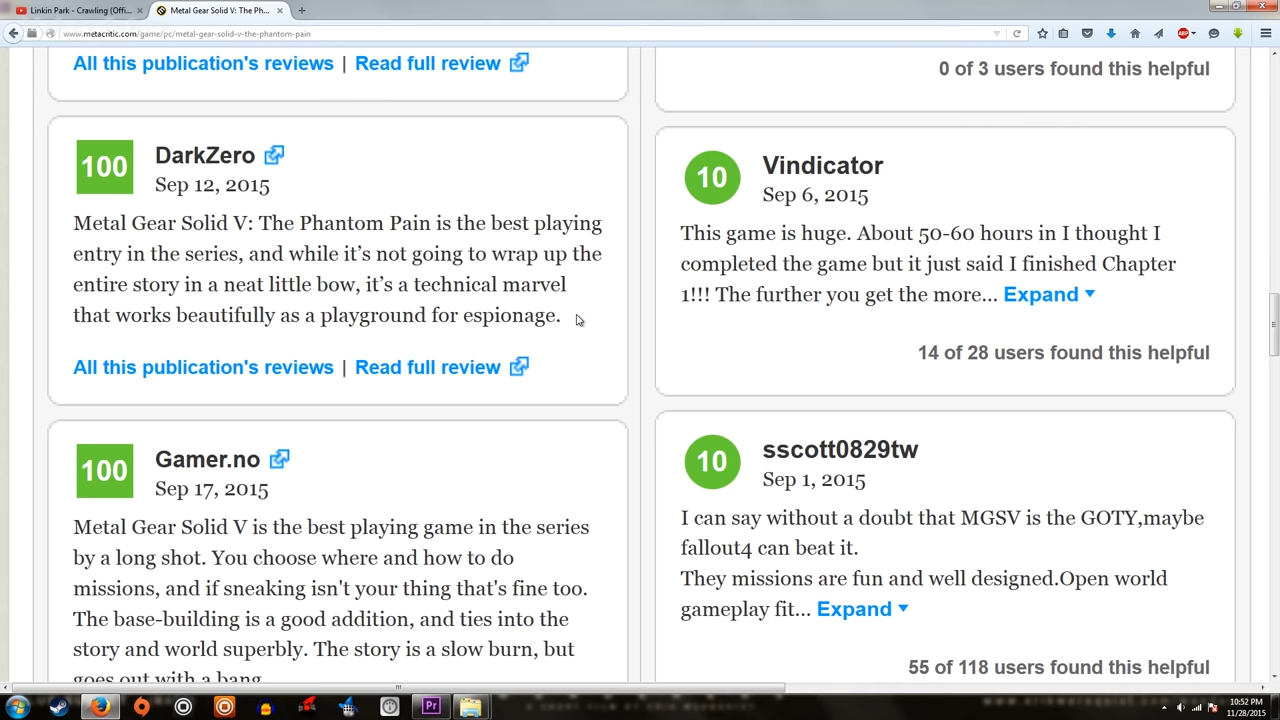 Linkin Park - Crawling (Offi...
Metal Gear Solid V: The Ph...
www.metacritic.com/game/pc/metal-gear-solid-v-the-phantom-pain
ABP
All this publication's reviews | Read full review
100
DarkZero
Sep 12, 2015
Metal Gear Solid V: The Phantom Pain is the best playing
entry in the series, and while it’s not going to wrap up the
entire story in a neat little bow, it’s a technical marvel
that works beautifully as a playground for espionage.
All this publication's reviews | Read full review
100
Gamer.no
Sep 17, 2015
Metal Gear Solid V is the best playing game in the series
by a long shot. You choose where and how to do
missions, and if sneaking isn't your thing that's fine too.
The base-building is a good addition, and ties into the
story and world superbly. The story is a slow burn, but
goes out with a bang
0 of 3 users found this helpful
10
Vindicator
Sep 6, 2015
This game is huge. About 50-60 hours in I thought I
completed the game but it just said I finished Chapter
1!!! The further you get the more... Expand
14 of 28 users found this helpful
10
sscott0829tw
Sep 1, 2015
I can say without a doubt that MGSV is the GOTY,maybe
fallout4 can beat it.
They missions are fun and well designed.Open world
gameplay fit... Expand
55 of 118 users found this helpful
Pr
10:52 PM
11/28/2015